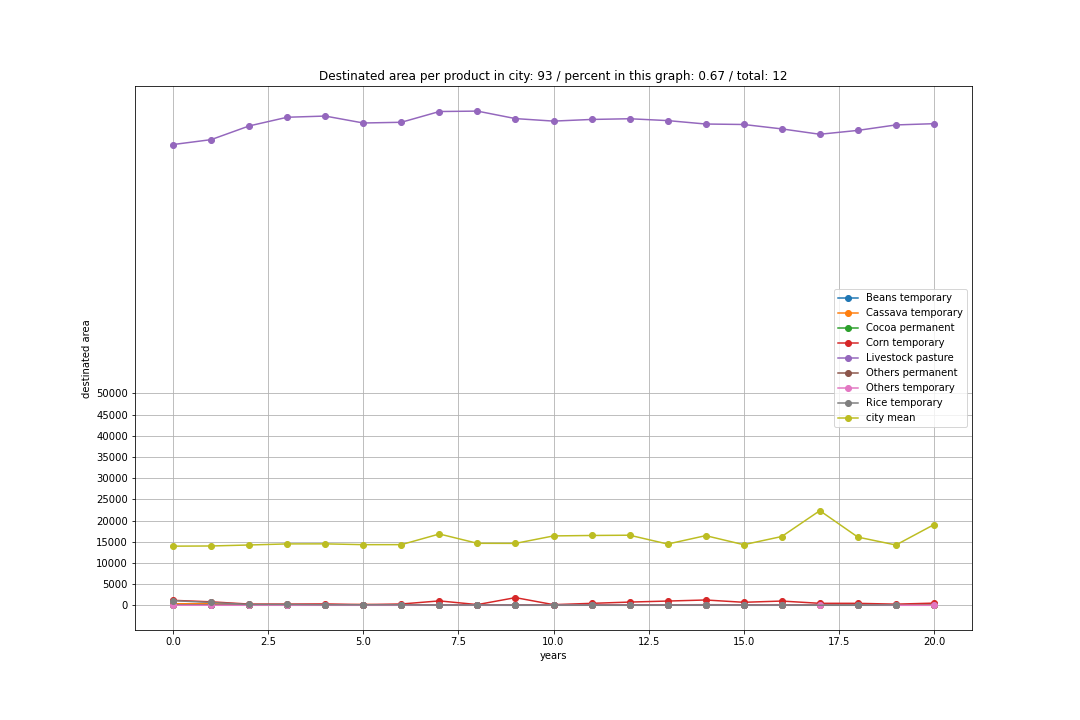 Destinated area per product in city: 93 / percent in this graph: 0.67 / total: 12
destinated area
50000
45000
40000
35000
30000
25000
20000
15000
10000
5000
0
Beans temporary
Cassava temporary
Cocoa permanent
Corn temporary
Livestock pasture
Others permanent
Others temporary
Rice temporary
city mean
0.0 2.5 5.0 7.5 10.0 12.5 15.0 17.5 20.0
years